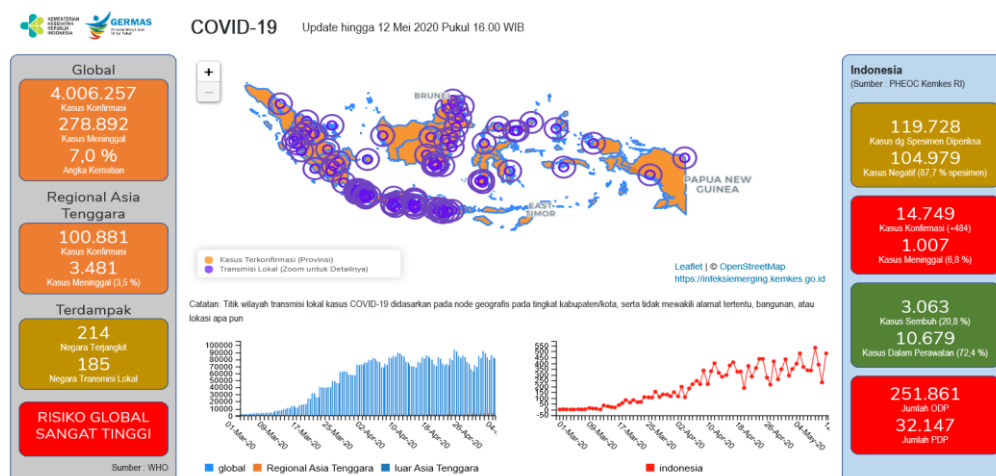 KEMENTERIAN
KESEHATAN
REPUBLIK
INDONESIA
GERMAS
COVID-19
Update hingga 12 Mei 2020 Pukul 16.00 WIB
Global
4.006.257
Kasus Konfirmasi
278.892
Kasus Meninggal
7,0 %
Angka Kematian
Regional Asia
Tenggara
100.881
Kasus Konfirmasi
3.481
Kasus Meninggal (3,5 %)
Terdampak
214
Negara Terjangkit
185
Negara Transmisi Lokal
RISIKO GLOBAL
SANGAT TINGGI
Sumber : WHO
+
−
BRUNEI
PAPUA NEW
GUINEA
EAST
TIMOR
Kasus Terkonfirmasi (Provinsi)
Transmisi Lokal (Zoom untuk Detailnya)
Leaflet | © OpenStreetMap
https://infeksiemerging.kemkes.go.id
Catatan: Titik wilayah transmisi lokal kasus COVID-19 didasarkan pada node geografis pada tingkat kabupaten/kota, serta tidak mewakili alamat tertentu, bangunan, atau
lokasi apa pun
100000
90000
80000
70000
60000
50000
40000
30000
20000
10000
0
01-Mar-20
09-Mar-20
17-Mar-20
25-Mar-20
02-Apr-20
10-Apr-20
18-Apr-20
26-Apr-20
04-
global
Regional Asia Tenggara
luar Asia Tenggara
550
500
450
400
350
300
250
200
150
100
50
0
-50
01-Mar-20
09-Mar-20
17-Mar-20
25-Mar-20
02-Apr-20
10-Apr-20
18-Apr-20
26-Apr-20
04-May-20
indonesia
Indonesia
(Sumber : PHEOC Kemkes RI)
119.728
Kasus dg Spesimen Diperiksa
104.979
Kasus Negatif (87,7 % spesimen)
14.749
Kasus Konfirmasi (+484)
1.007
Kasus Meninggal (6,8 %)
3.063
Kasus Sembuh (20,8 %)
10.679
Kasus Dalam Perawatan (72,4 %)
251.861
Jumlah ODP
32.147
Jumlah PDP